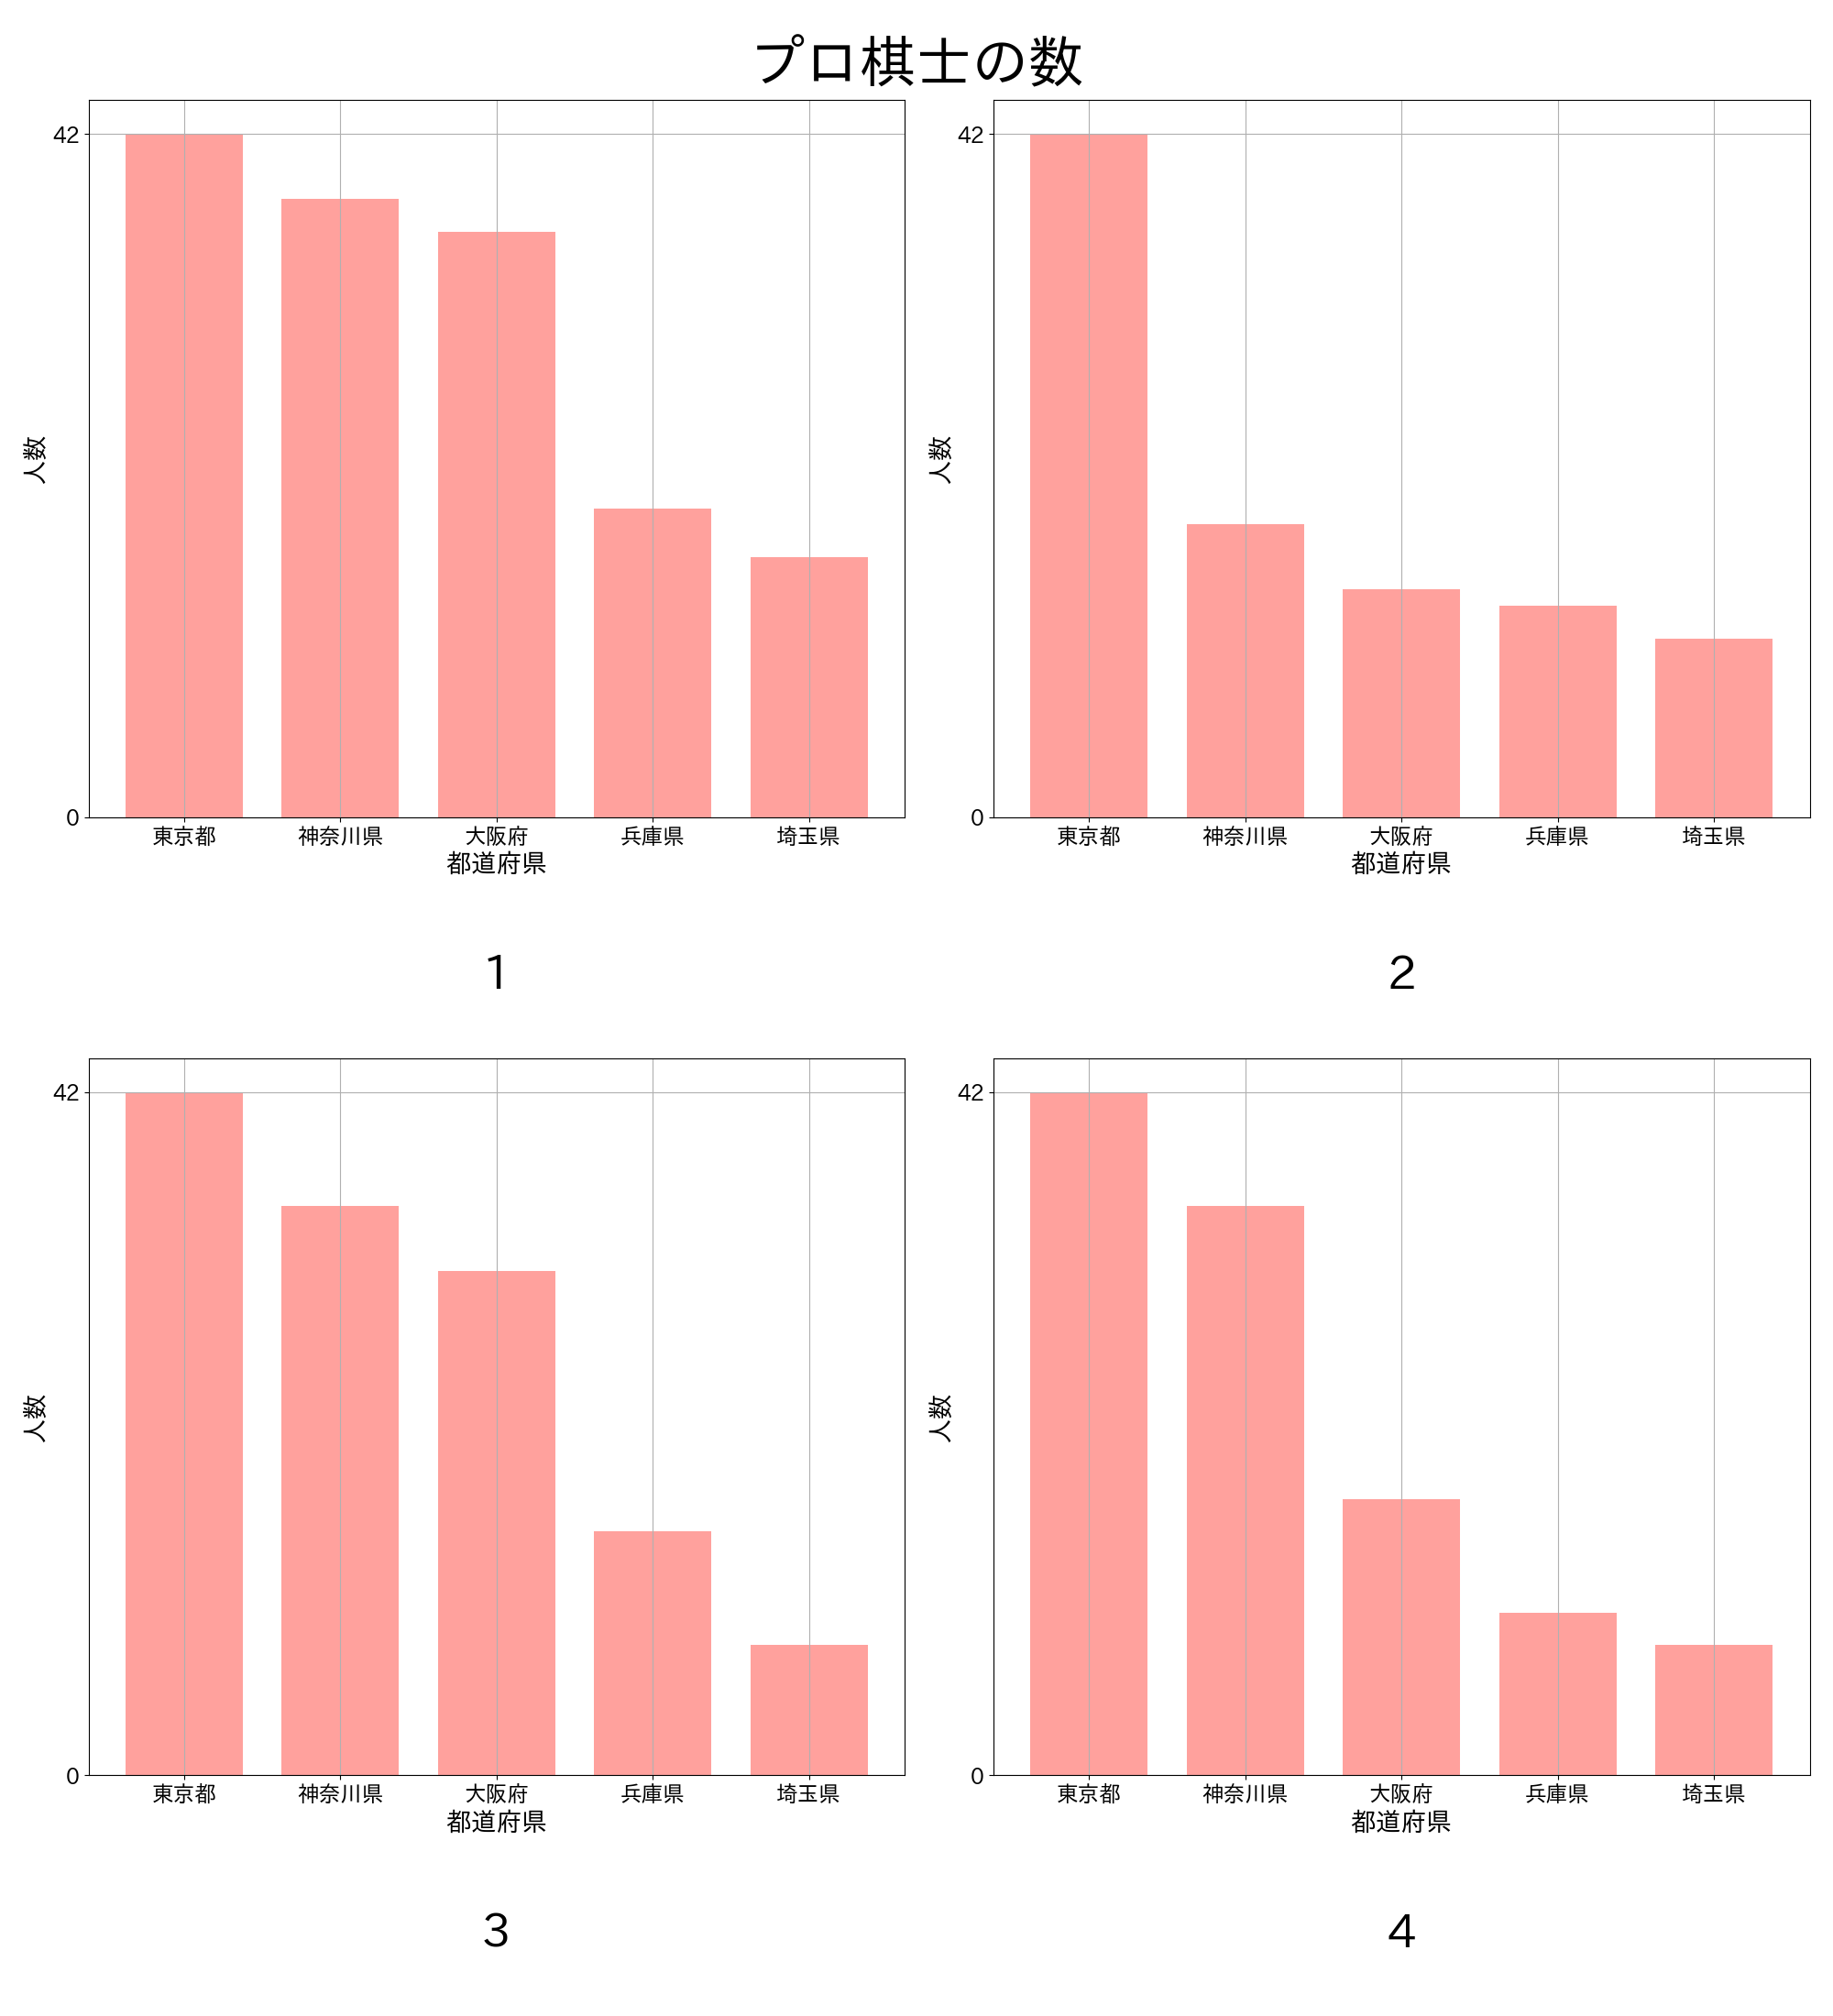 プロ棋士の数
42
0
人数
東京都 神奈川県 大阪府 兵庫県 埼玉県
都道府県
1
42
0
人数
東京都 神奈川県 大阪府 兵庫県 埼玉県
都道府県
2
42
0
人数
東京都 神奈川県 大阪府 兵庫県 埼玉県
都道府県
3
42
0
人数
東京都 神奈川県 大阪府 兵庫県 埼玉県
都道府県
4